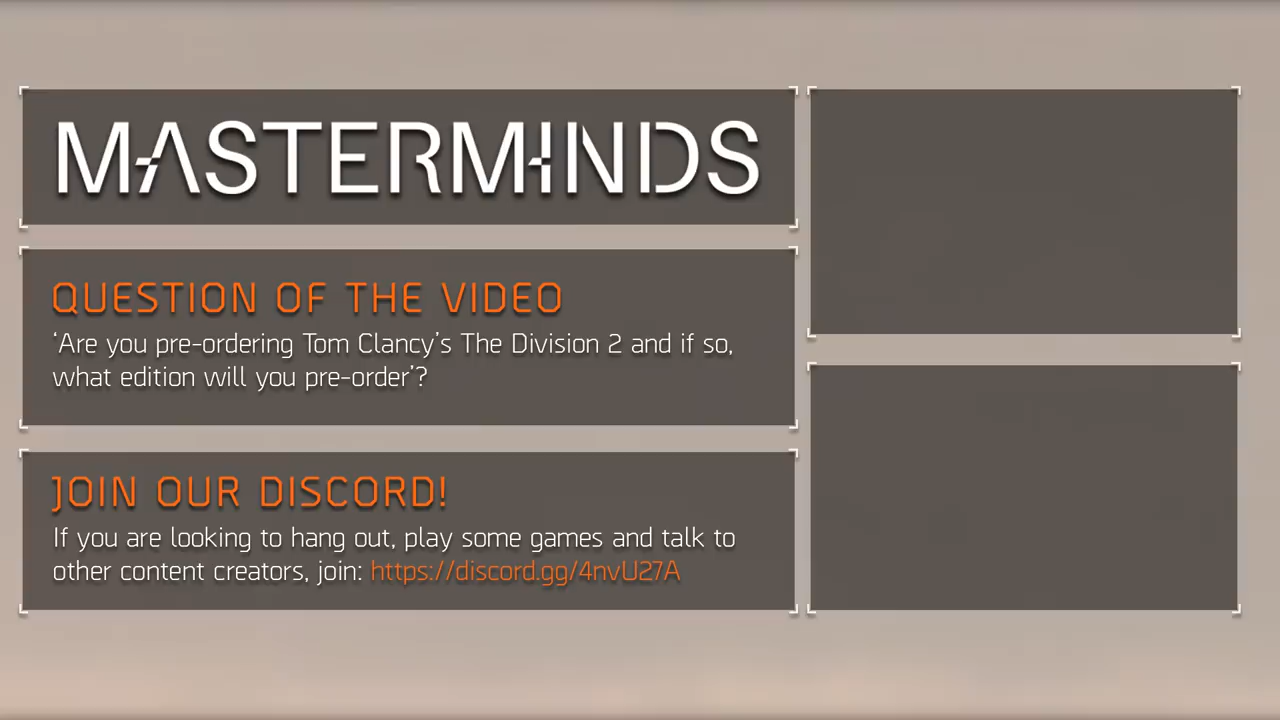 MASTERMINDS
QUESTION OF THE VIDEO
'Are you pre-ordering Tom Clancy's The Division 2 and if so,
what edition will you pre-order'?
JOIN OUR DISCORD!
If you are looking to hang out, play some games and talk to
other content creators, join: https://discord.gg/4nvU27A